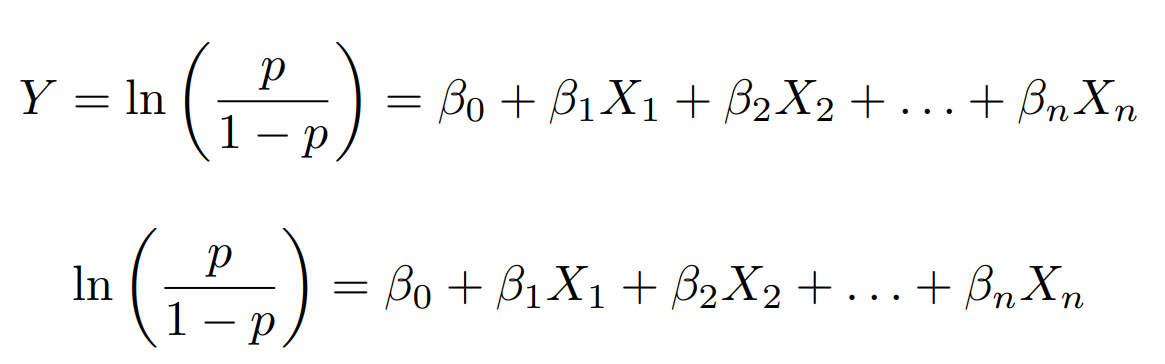 Y = ln ( p / (1 − p) ) = β₀ + β₁X₁ + β₂X₂ + . . . + βₙXₙ
ln ( p / (1 − p) ) = β₀ + β₁X₁ + β₂X₂ + . . . + βₙXₙ